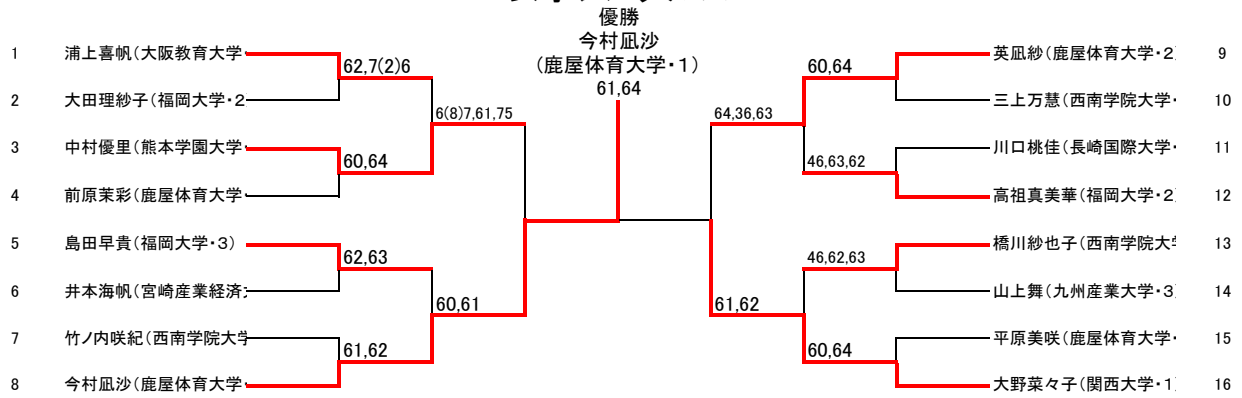 優勝
今村凪沙
(鹿屋体育大学・1)
61,64
1 浦上喜帆(大阪教育大学・
62,7(2)6
2 大田理紗子(福岡大学・2
6(8)7,61,75
3 中村優里(熊本学園大学
60,64
4 前原茉彩(鹿屋体育大学
5 島田早貴(福岡大学・3)
62,63
6 井本海帆(宮崎産業経済
60,61
7 竹ノ内咲紀(西南学院大学
61,62
8 今村凪沙(鹿屋体育大学・
英凪紗(鹿屋体育大学・2) 9
60,64
三上万慧(西南学院大学・ 10
64,36,63
川口桃佳(長崎国際大学・ 11
46,63,62
高祖真美華(福岡大学・2) 12
橋川紗也子(西南学院大学 13
46,62,63
山上舞(九州産業大学・3) 14
61,62
平原美咲(鹿屋体育大学・ 15
60,64
大野菜々子(関西大学・1) 16